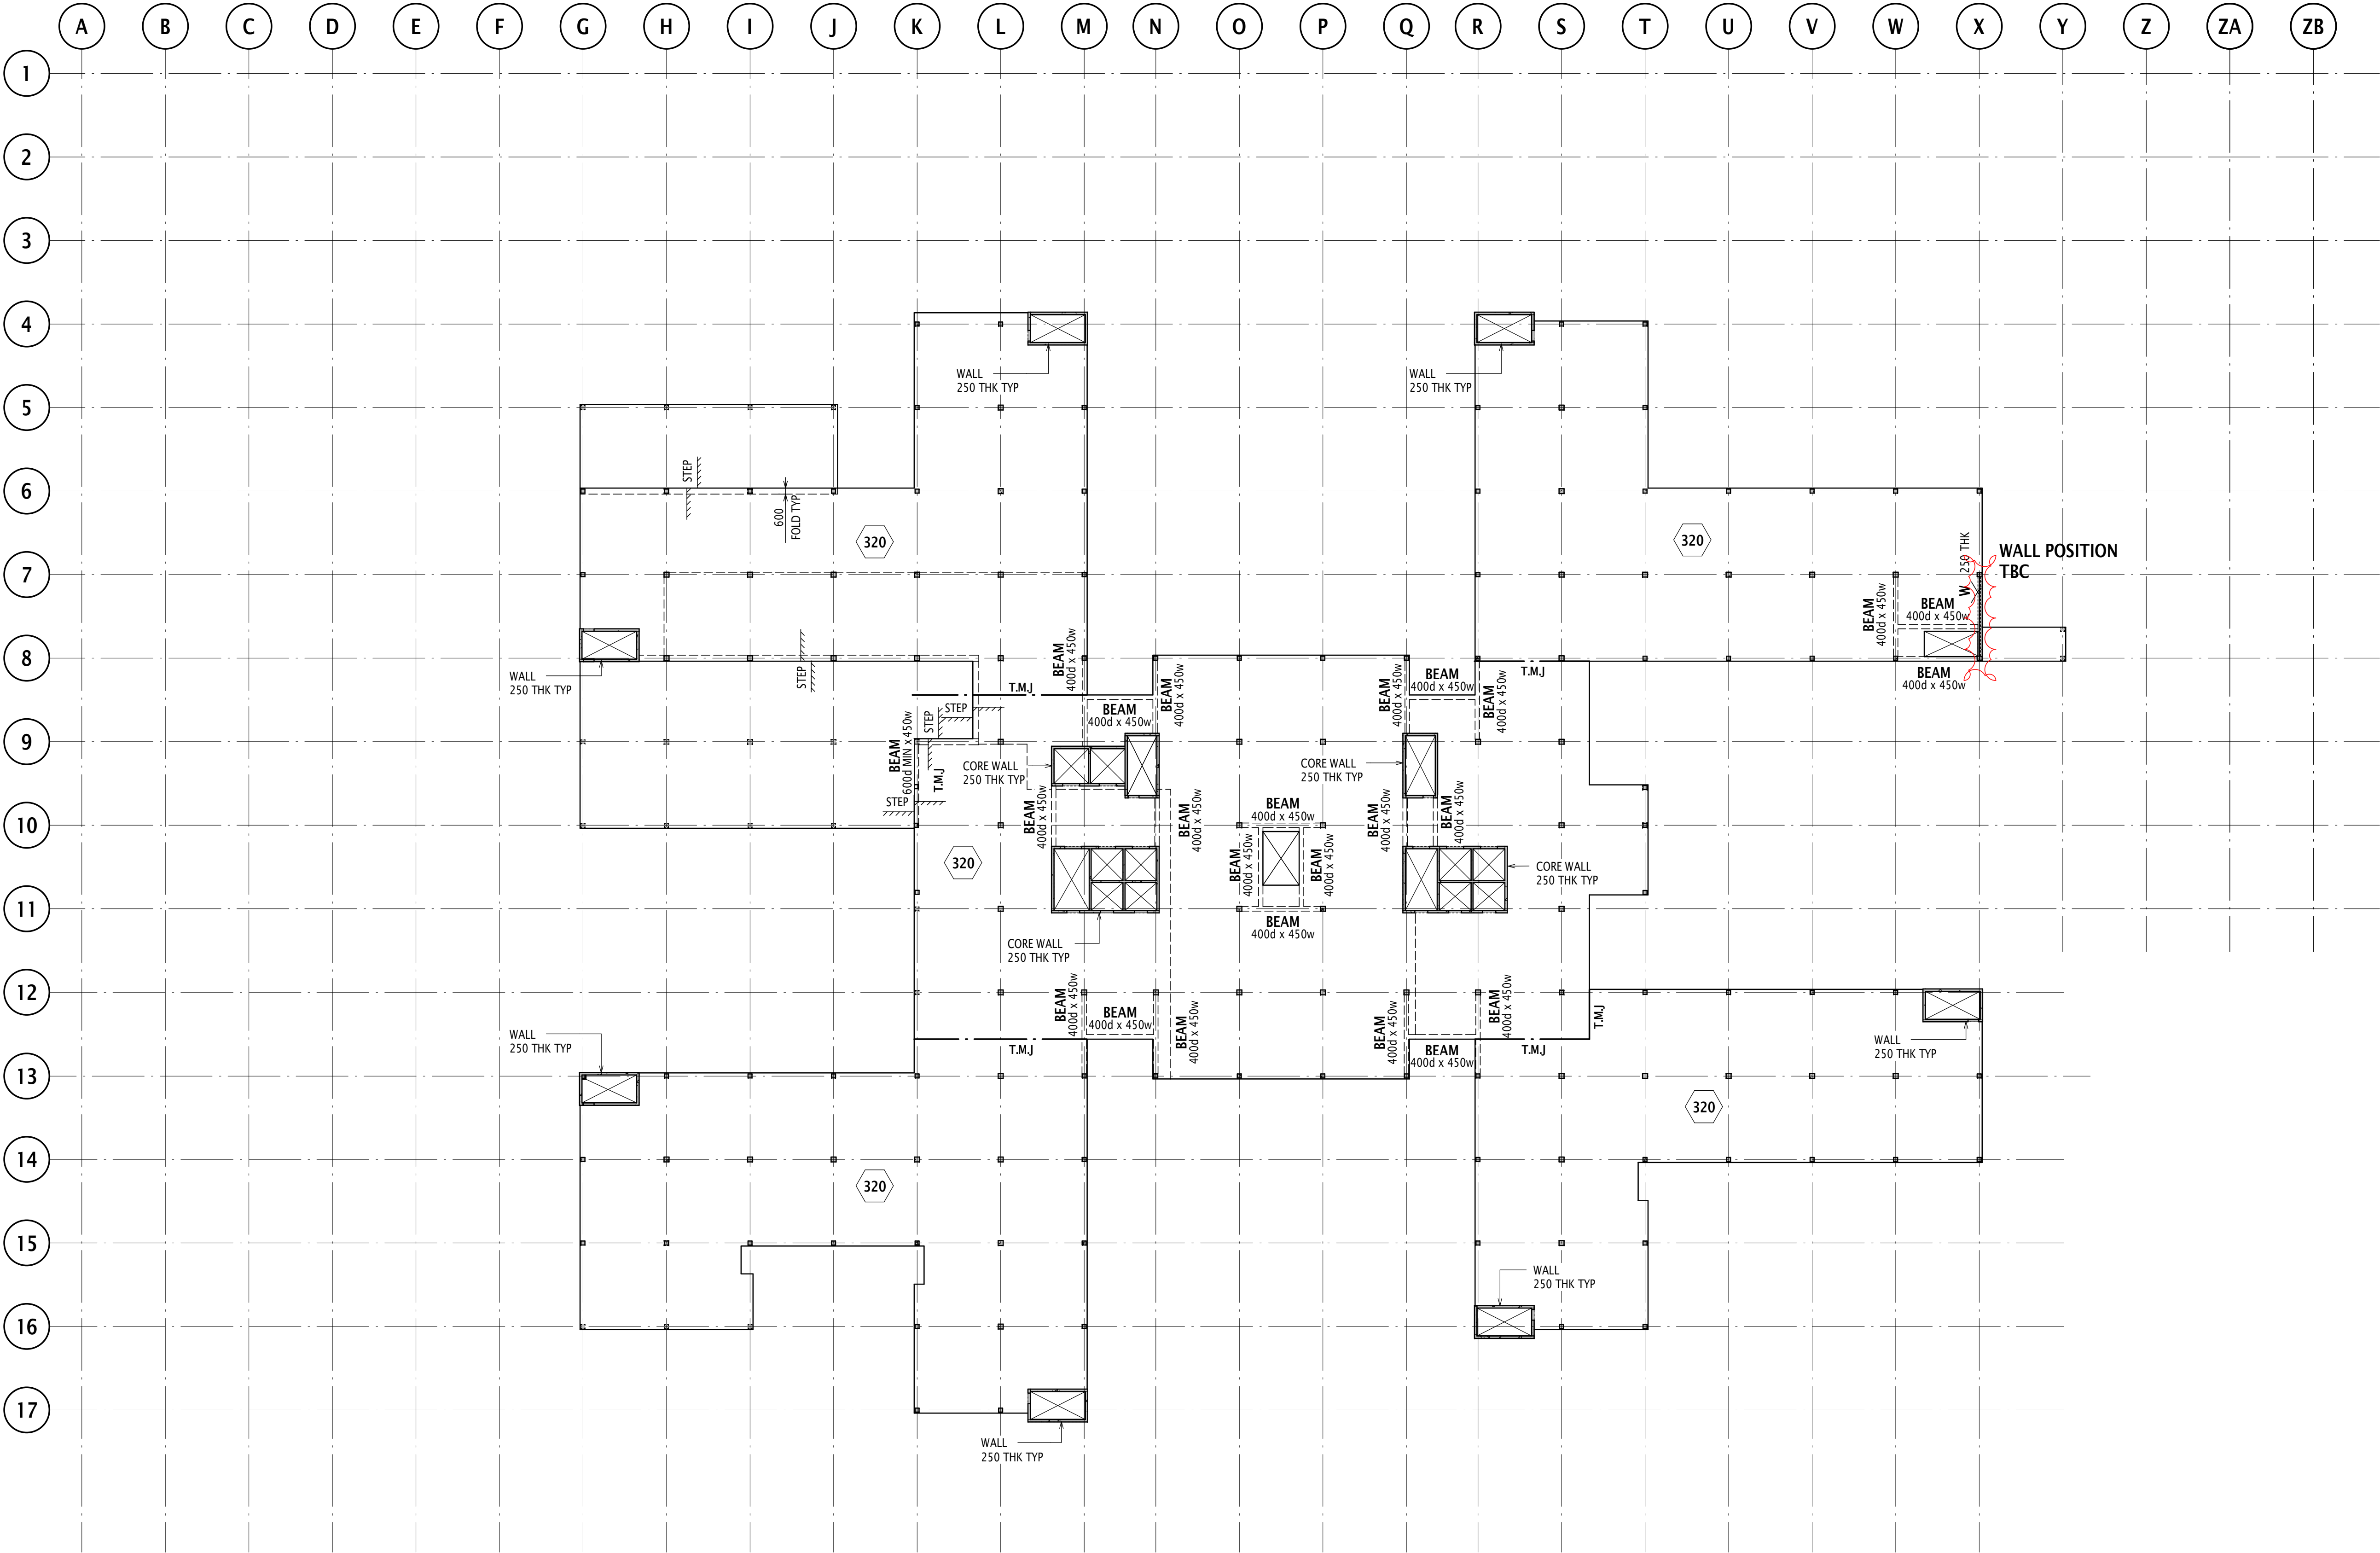 A
B
C
D
E
F
G
H
I
J
K
L
M
N
O
P
Q
R
S
T
U
V
W
X
Y
Z
ZA
ZB
1
2
3
4
5
6
7
8
9
10
11
12
13
14
15
16
17
WALL
250 THK TYP
WALL
250 THK TYP
STEP
600
FOLD TYP
320
320
250 THK
W
WALL POSITION
TBC
BEAM
400d x 450w
BEAM
400d x 450w
BEAM
400d x 450w
WALL
250 THK TYP
STEP
BEAM
400d x 450w
T.M.J
BEAM
400d x 450w
BEAM
400d x 450w
BEAM
400d x 450w
BEAM
400d x 450w
BEAM
400d x 450w
T.M.J
STEP
STEP
BEAM
600d MIN x 450w
T.M.J
STEP
CORE WALL
250 THK TYP
CORE WALL
250 THK TYP
BEAM
400d x 450w
BEAM
400d x 450w
BEAM
400d x 450w
BEAM
400d x 450w
BEAM
400d x 450w
BEAM
400d x 450w
BEAM
400d x 450w
BEAM
400d x 450w
320
CORE WALL
250 THK TYP
CORE WALL
250 THK TYP
BEAM
400d x 450w
BEAM
400d x 450w
BEAM
400d x 450w
BEAM
400d x 450w
BEAM
400d x 450w
BEAM
400d x 450w
BEAM
400d x 450w
T.M.J
T.M.J
T.M.J
WALL
250 THK TYP
WALL
250 THK TYP
320
320
WALL
250 THK TYP
WALL
250 THK TYP